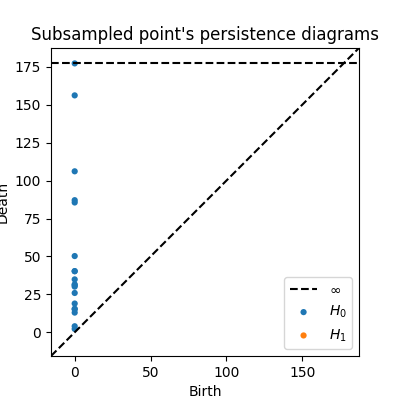 Subsampled point's persistence diagrams
175
150
125
100
75
50
25
0
Death
0 50 100 150
Birth
∞
H₀
H₁